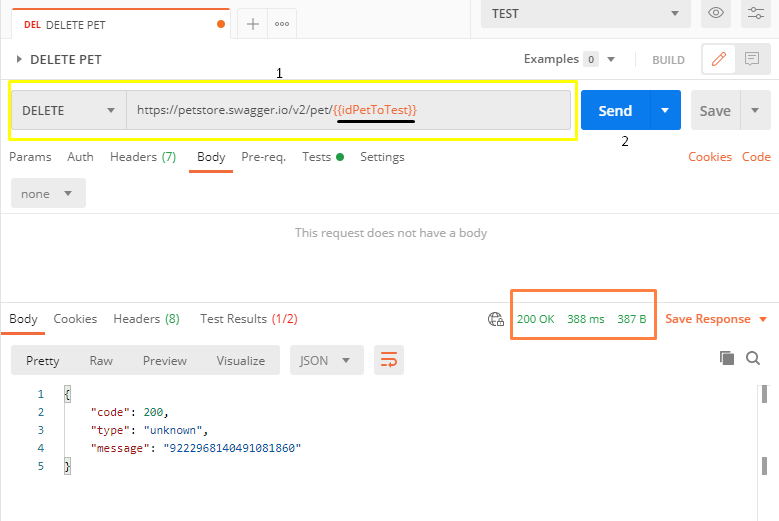 DEL DELETE PET
TEST
DELETE PET
Examples 0
BUILD
1
DELETE
https://petstore.swagger.io/v2/pet/{{idPetToTest}}
Send
Save
2
Params Auth Headers (7) Body Pre-req. Tests Settings
Cookies Code
none
This request does not have a body
Body Cookies Headers (8) Test Results (1/2)
200 OK 388 ms 387 B Save Response
Pretty Raw Preview Visualize JSON
1 {
2 "code": 200,
3 "type": "unknown",
4 "message": "9222968140491081860"
5 }